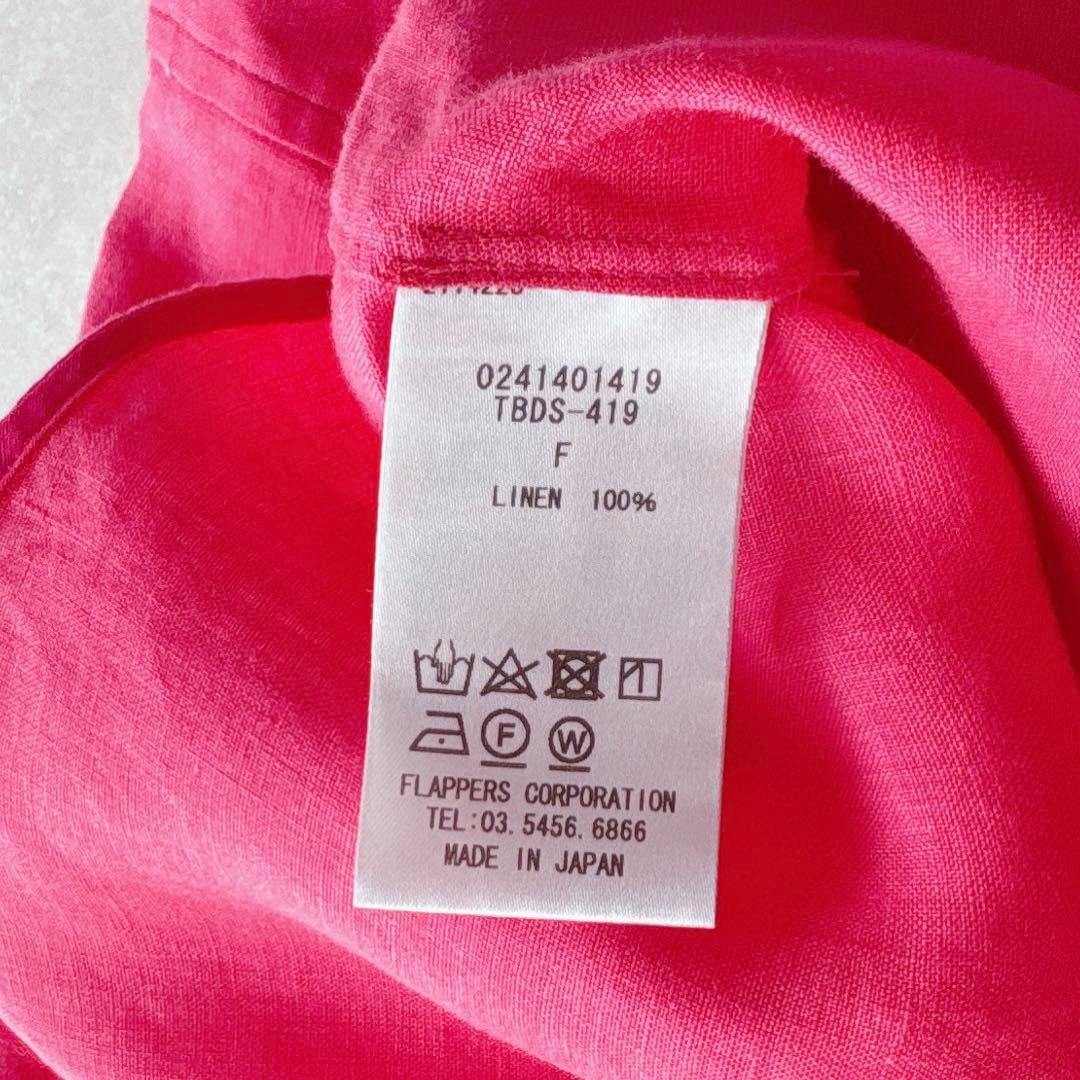 0241401419
TBDS-419
F
LINEN 100%
F W
FLAPPERS CORPORATION
TEL:03.5456.6866
MADE IN JAPAN